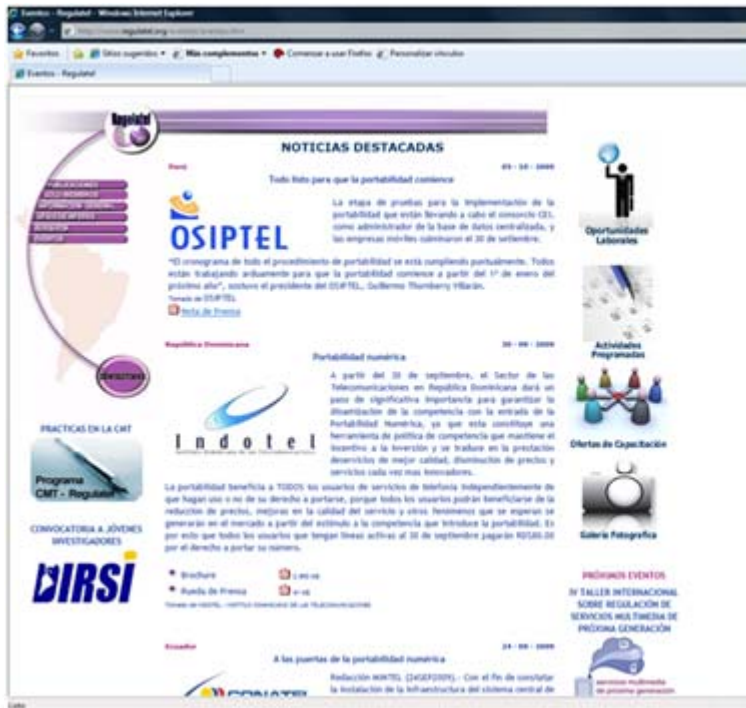 Eventos - Regulatel - Windows Internet Explorer
Favoritos Sitios sugeridos Más complementos Comenzar a usar Firefox Personalizar vínculos
Eventos - Regulatel
Regulatel
PUBLICACIONES
EVENTOS
PRACTICAS EN LA CMT
Programa
CMT - Regulatel
CONVOCATORIA A JÓVENES
INVESTIGADORES
DIRSI
NOTICIAS DESTACADAS
Perú 05 - 10 - 2009
Todo listo para que la portabilidad comience
OSIPTEL
La etapa de pruebas para la implementación de la
portabilidad que están llevando a cabo el consorcio
como administrador de la base de datos centralizada, y
las empresas móviles culminaron el 30 de setiembre.
"El cronograma de todo el procedimiento de portabilidad se está cumpliendo puntualmente. Todos
están trabajando arduamente para que la portabilidad comience a partir del 1º de enero del
próximo año", sostuvo el presidente del OSIPTEL, Guillermo Thornberry Villarán.
Tomado de OSIPTEL
Nota de Prensa
República Dominicana 30 - 09 - 2009
Portabilidad numérica
Indotel
A partir del 30 de septiembre, el Sector de las
Telecomunicaciones en República Dominicana dará un
paso de significativa importancia para garantizar la
dinamización de la competencia con la entrada de la
Portabilidad Numérica, ya que esta constituye una
herramienta de política de competencia que mantiene el
incentivo a la inversión y se traduce en la prestación
deservicios de mejor calidad, disminución de precios y
servicios cada vez mas innovadores.
La portabilidad beneficia a TODOS los usuarios de servicios de telefonía independientemente de
que hagan uso o no de su derecho a portarse, porque todos los usuarios podrán beneficiarse de la
reducción de precios, mejoras en la calidad del servicio y otros fenómenos que se esperan se
generarán en el mercado a partir del estímulo a la competencia que introduce la portabilidad. Es
por esto que todos los usuarios que tengan líneas activas al 30 de septiembre pagarán RD$80.00
por el derecho a portar su número.
Brochure
Rueda de Prensa
Ecuador 24 - 09 - 2009
A las puertas de la portabilidad numérica
CONATEL
Redacción MINTEL (24SEP2009).- Con el fin de constatar
la instalación de la infraestructura del sistema central de
Oportunidades
Laborales
Actividades
Programadas
Ofertas de Capacitación
Galería Fotografica
PRÓXIMOS EVENTOS
IV TALLER INTERNACIONAL
SOBRE REGULACIÓN DE
SERVICIOS MULTIMEDIA DE
PRÓXIMA GENERACIÓN
servicios multimedia
de próxima generación
Listo